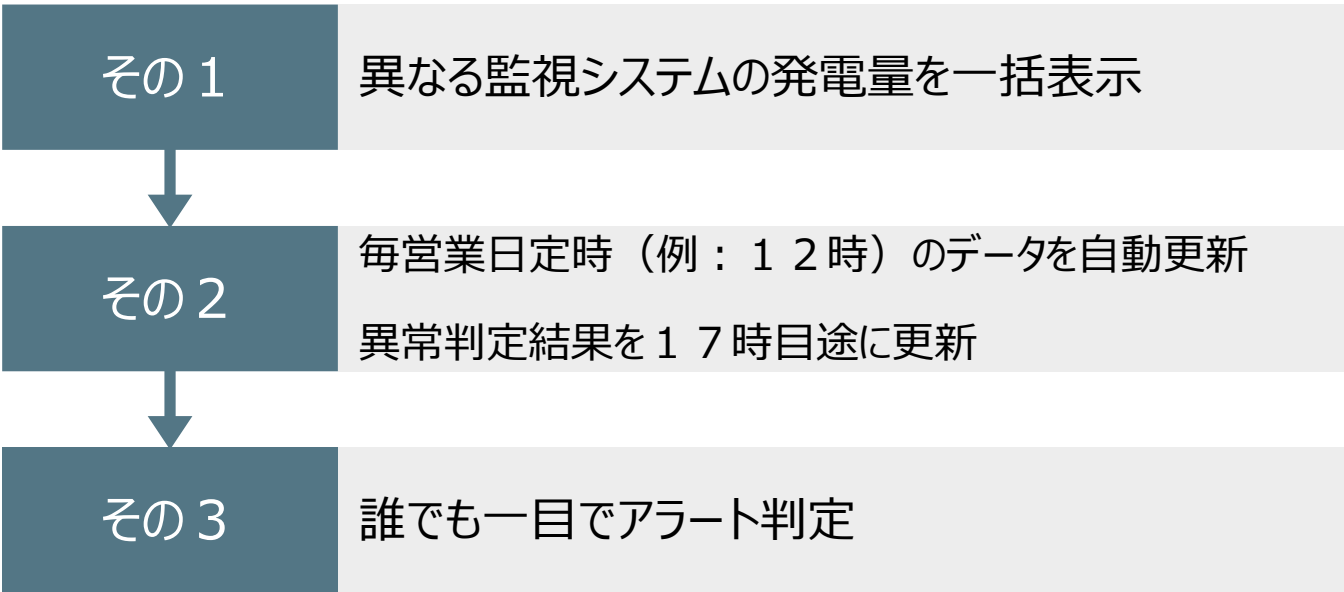 その１
異なる監視システムの発電量を一括表示
その２
毎営業日定時（例：１２時）のデータを自動更新
異常判定結果を１７時目途に更新
その３
誰でも一目でアラート判定